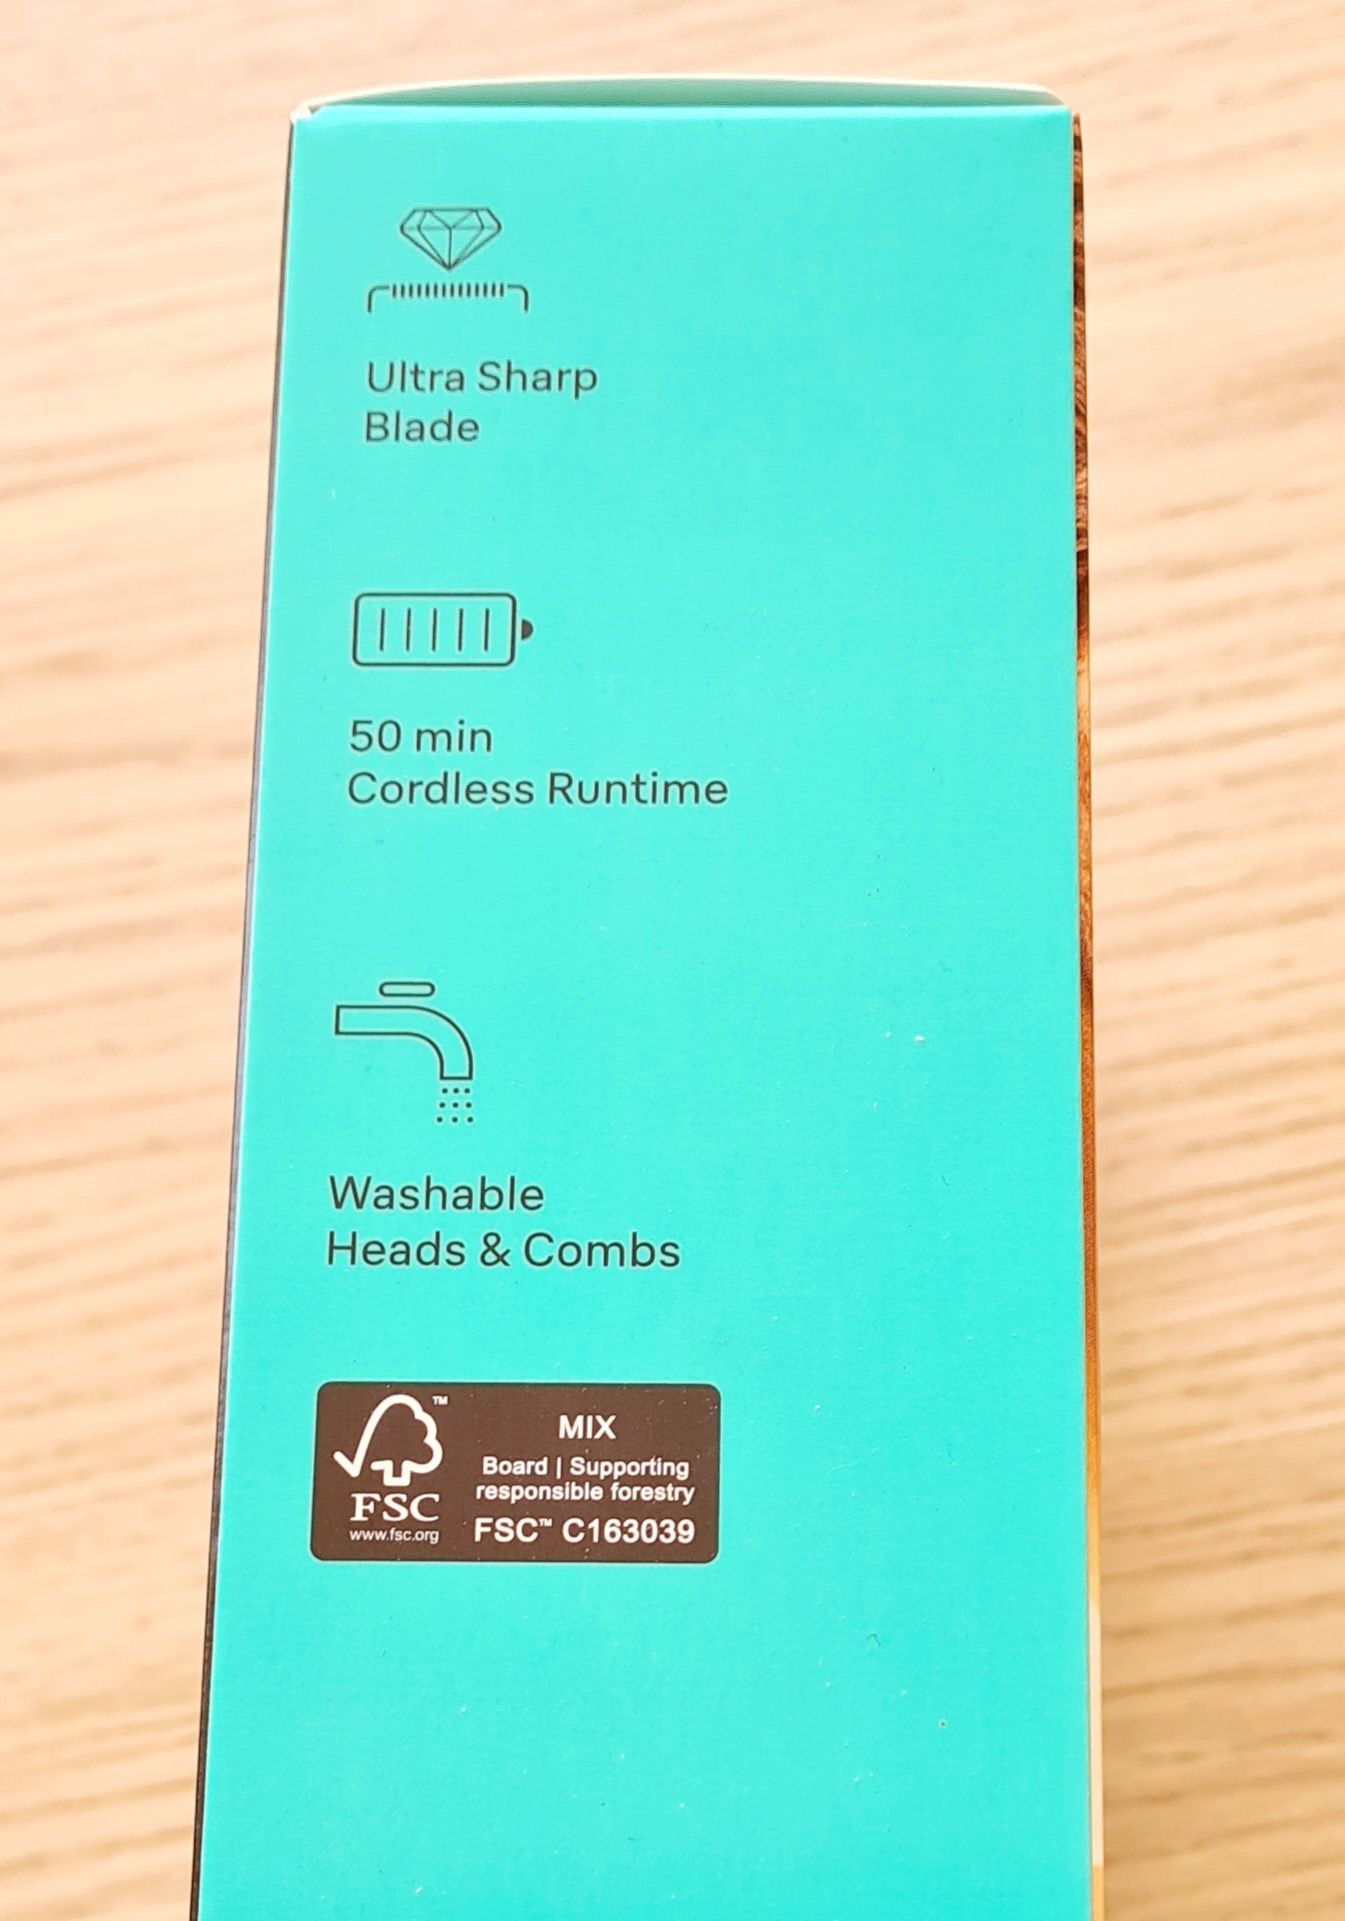 Ultra Sharp
Blade
50 min
Cordless Runtime
Washable
Heads & Combs
™
FSC
www.fsc.org
MIX
Board | Supporting
responsible forestry
FSC™ C163039